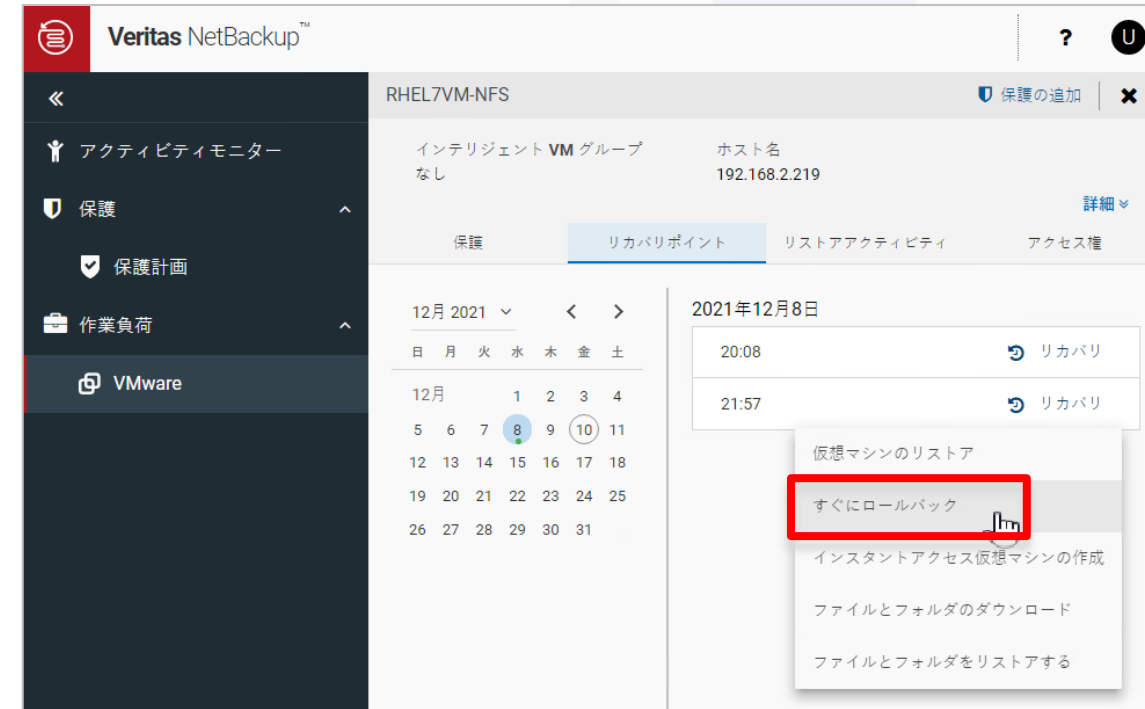 Veritas NetBackup™
?
U
«
アクティビティモニター
保護
保護計画
作業負荷
VMware
RHEL7VM-NFS
保護の追加
インテリジェント VM グループ
なし
ホスト名
192.168.2.219
詳細
保護 リカバリポイント リストアアクティビティ アクセス権
12月 2021
日 月 火 水 木 金 土
12月 1 2 3 4
5 6 7 8 9 10 11
12 13 14 15 16 17 18
19 20 21 22 23 24 25
26 27 28 29 30 31
2021年12月8日
20:08 リカバリ
21:57 リカバリ
仮想マシンのリストア
すぐにロールバック
インスタントアクセス仮想マシンの作成
ファイルとフォルダのダウンロード
ファイルとフォルダをリストアする